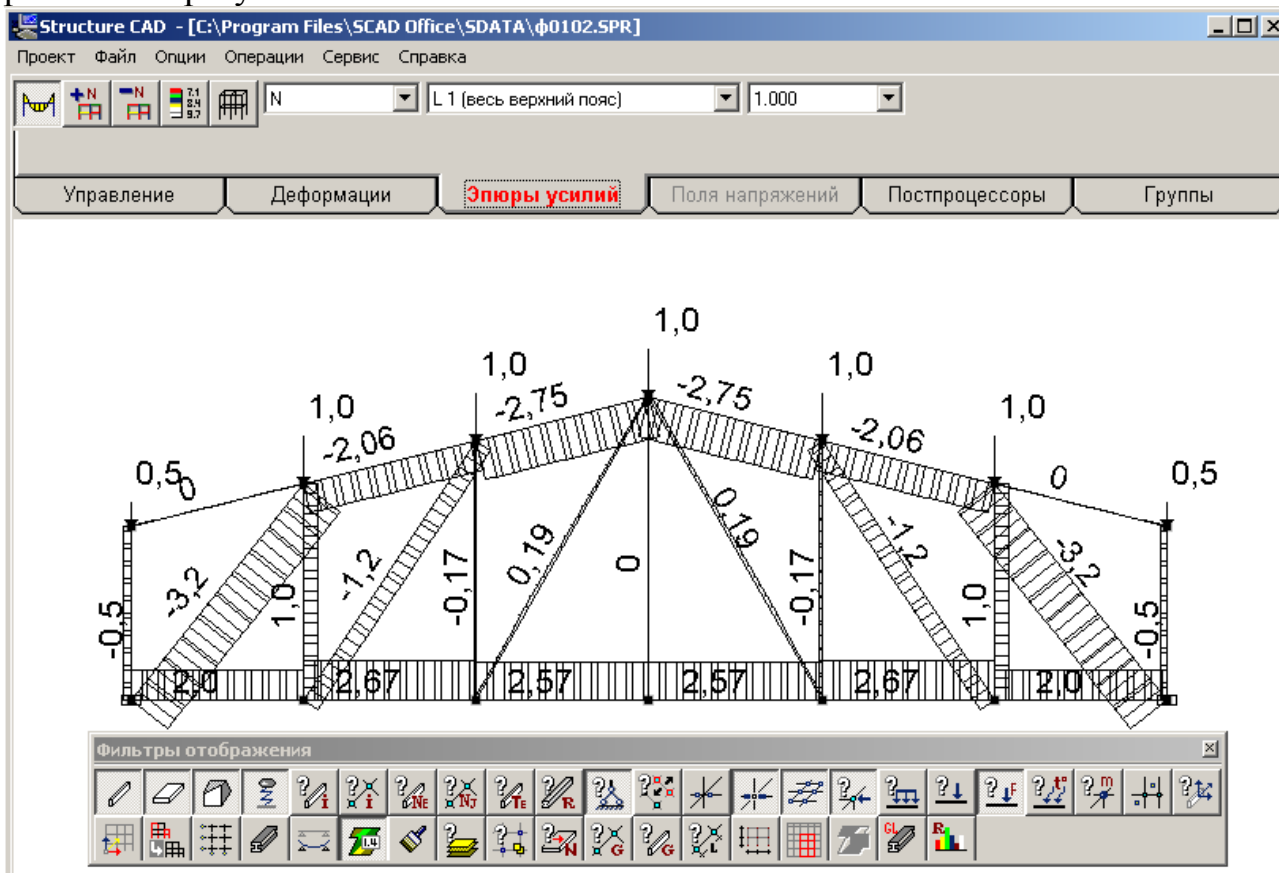 Structure CAD - [C:\Program Files\SCAD Office\SDATA\ф0102.SPR]
Проект Файл Опции Операции Сервис Справка
N L 1 (весь верхний пояс) 1.000
Управление Деформации Эпюры усилий Поля напряжений Постпроцессоры Группы
1,0
1,0 1,0
-2,75 -2,75
1,0 1,0
-2,06 -2,06
0,5 0 0 0,5
-3,2 -1,2 0,19 0,19 -1,2 -3,2
-0,5 1,0 -0,17 0 -0,17 1,0 -0,5
2,0 2,67 2,57 2,57 2,67 2,0
Фильтры отображения